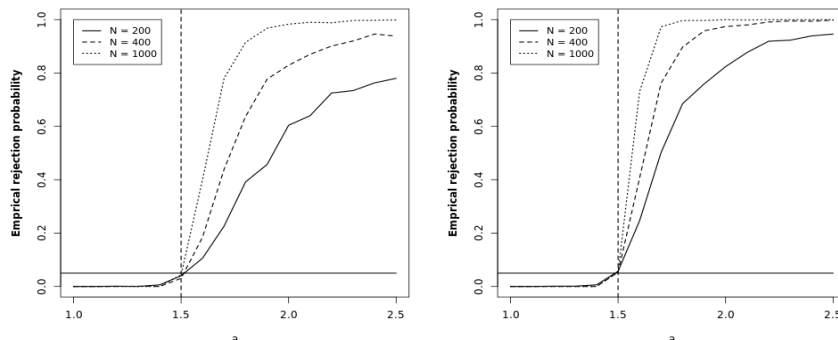 N = 200
N = 400
N = 1000
Emprical rejection probability
1.0
0.8
0.6
0.4
0.2
0.0
1.0 1.5 2.0 2.5
a
N = 200
N = 400
N = 1000
Emprical rejection probability
1.0
0.8
0.6
0.4
0.2
0.0
1.0 1.5 2.0 2.5
a